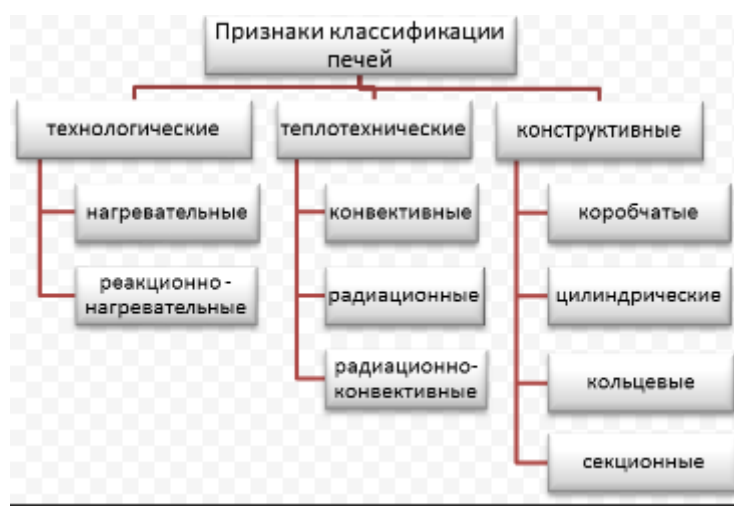 Признаки классификации
печей
технологические
теплотехнические
конструктивные
нагревательные
реакционно-
нагревательные
конвективные
радиационные
радиационно-
конвективные
коробчатые
цилиндрические
кольцевые
секционные